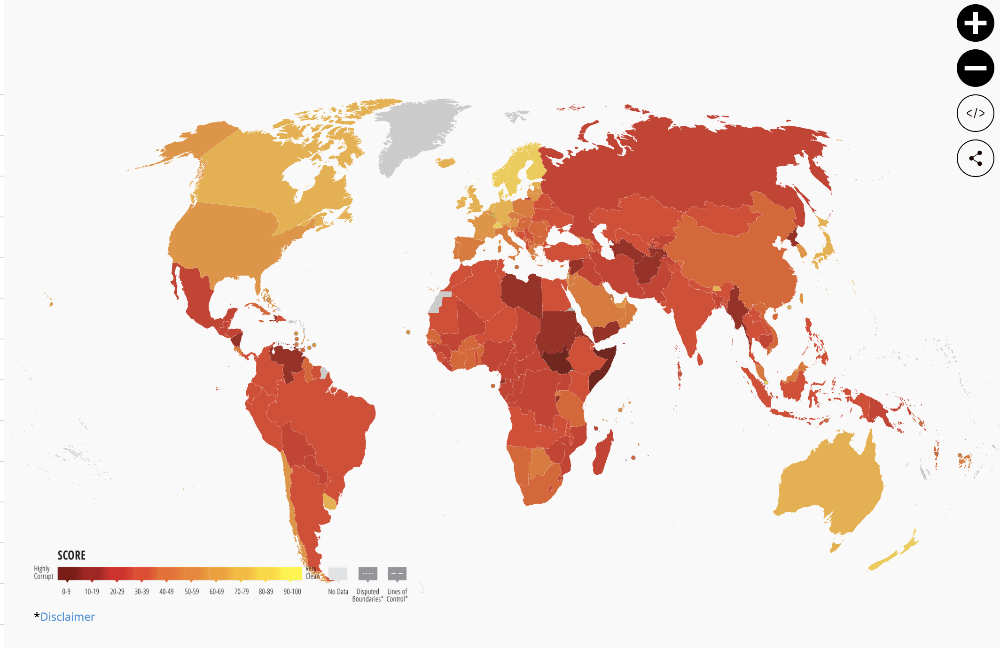 </>
SCORE
Highly
Corrupt
Very
Clean
0-9 10-19 20-29 30-39 40-49 50-59 60-69 70-79 80-89 90-100 No Data Disputed Lines of
Boundaries* Control*
*Disclaimer